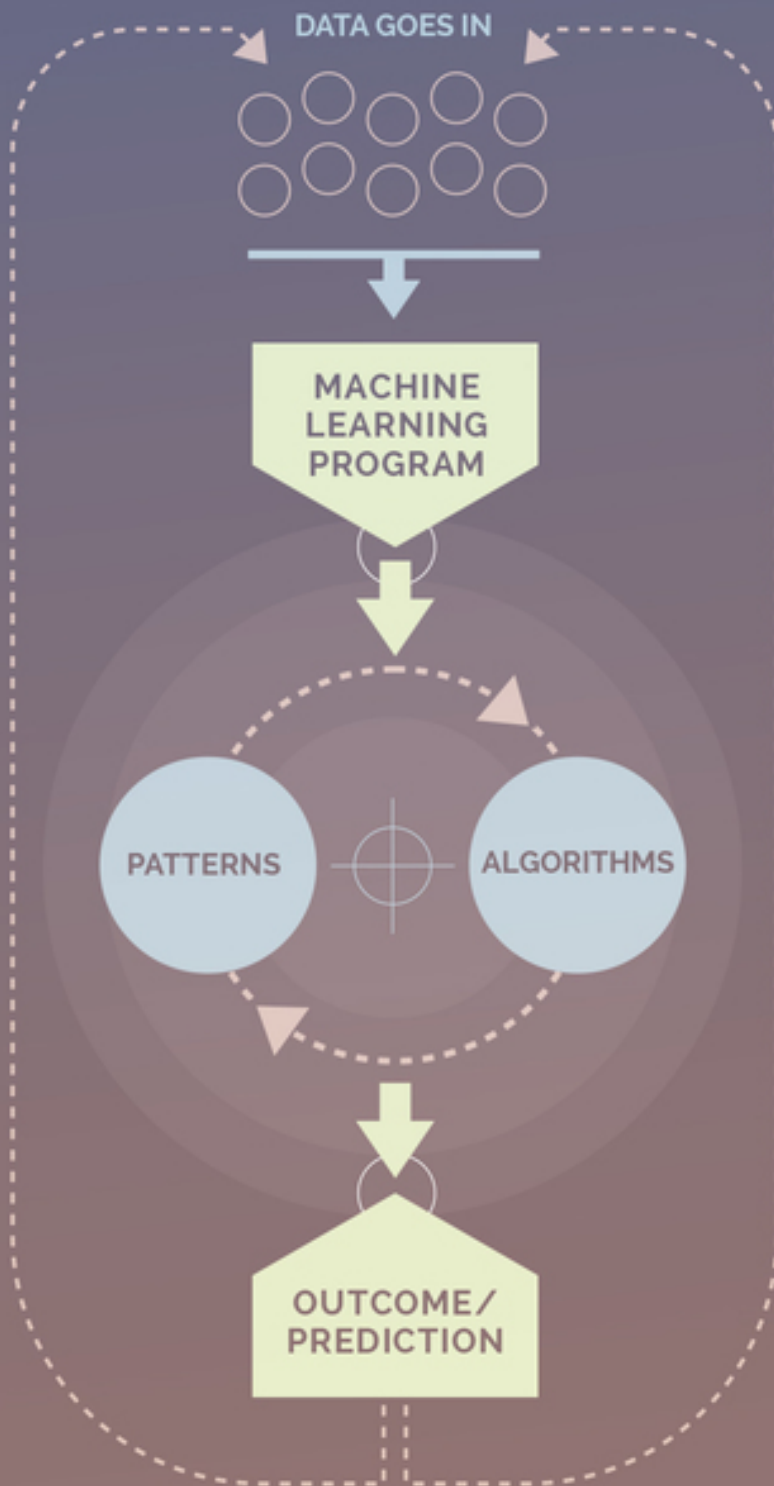 DATA GOES IN
MACHINE
LEARNING
PROGRAM
PATTERNS
ALGORITHMS
OUTCOME/
PREDICTION